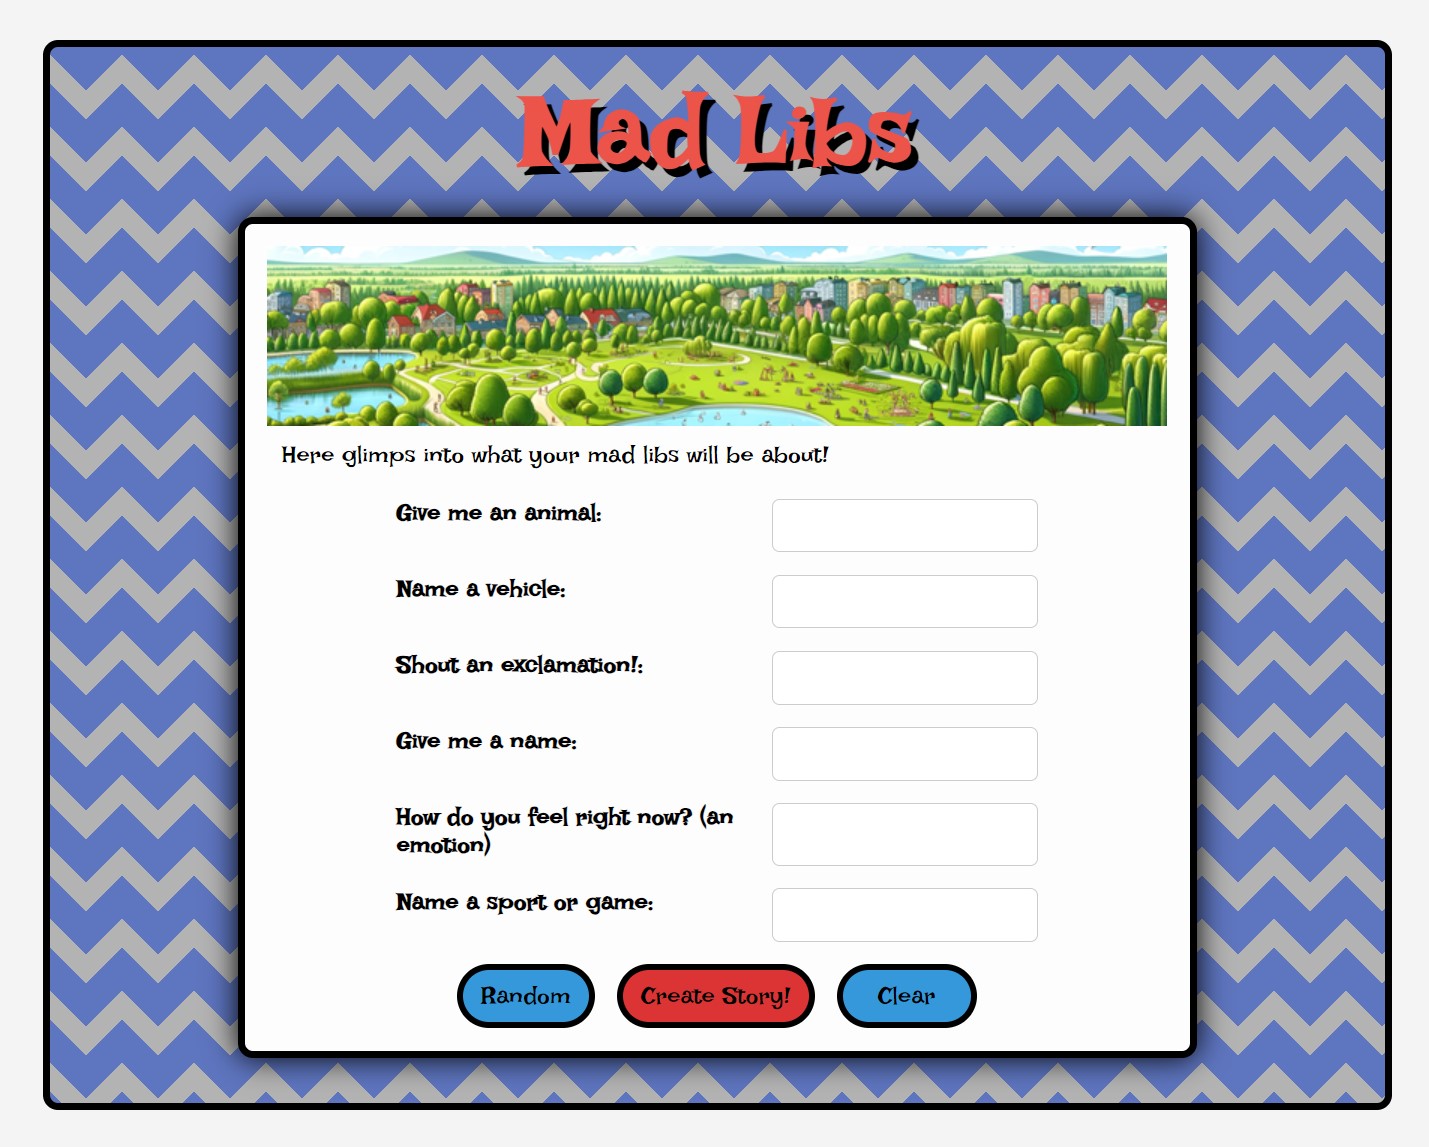 Mad Libs
Here glimps into what your mad libs will be about!
Give me an animal:
Name a vehicle:
Shout an exclamation!:
Give me a name:
How do you feel right now? (an
emotion)
Name a sport or game:
Random
Create Story!
Clear